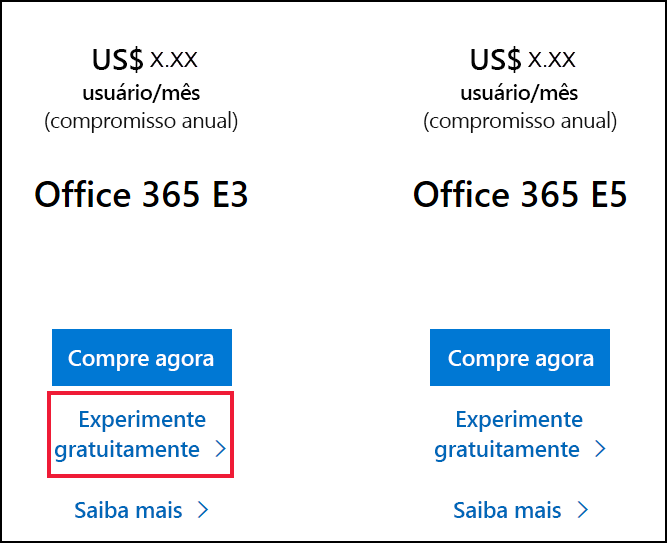 US$ X.XX
usuário/mês
(compromisso anual)
Office 365 E3
Compre agora
Experimente
gratuitamente >
Saiba mais >
US$ X.XX
usuário/mês
(compromisso anual)
Office 365 E5
Compre agora
Experimente
gratuitamente >
Saiba mais >